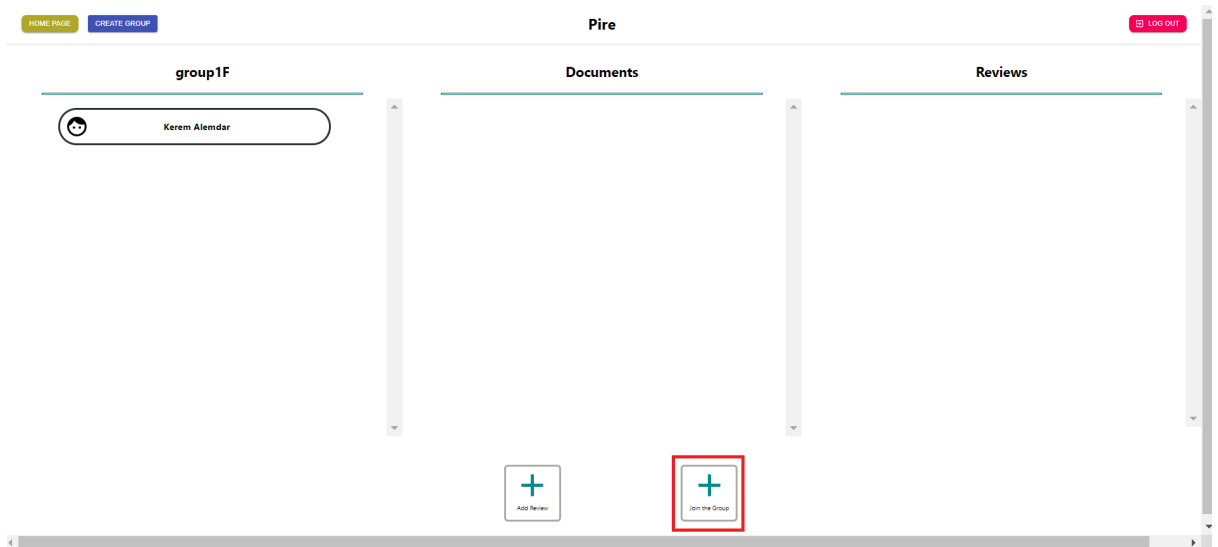 HOME PAGE
CREATE GROUP
Pire
LOG OUT
group1F
Documents
Reviews
Kerem Alemdar
Add Review
Join the Group